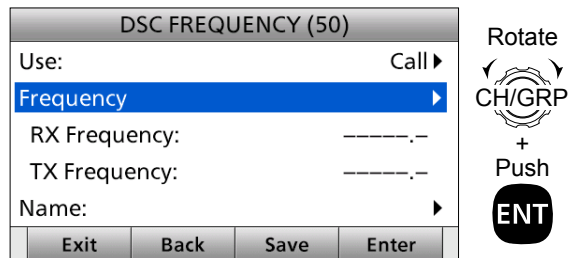 DSC FREQUENCY (50)
Use: Call
Frequency
RX Frequency: –––––.–
TX Frequency: –––––.–
Name:
Exit Back Save Enter
Rotate
CH/GRP
+
Push
ENT